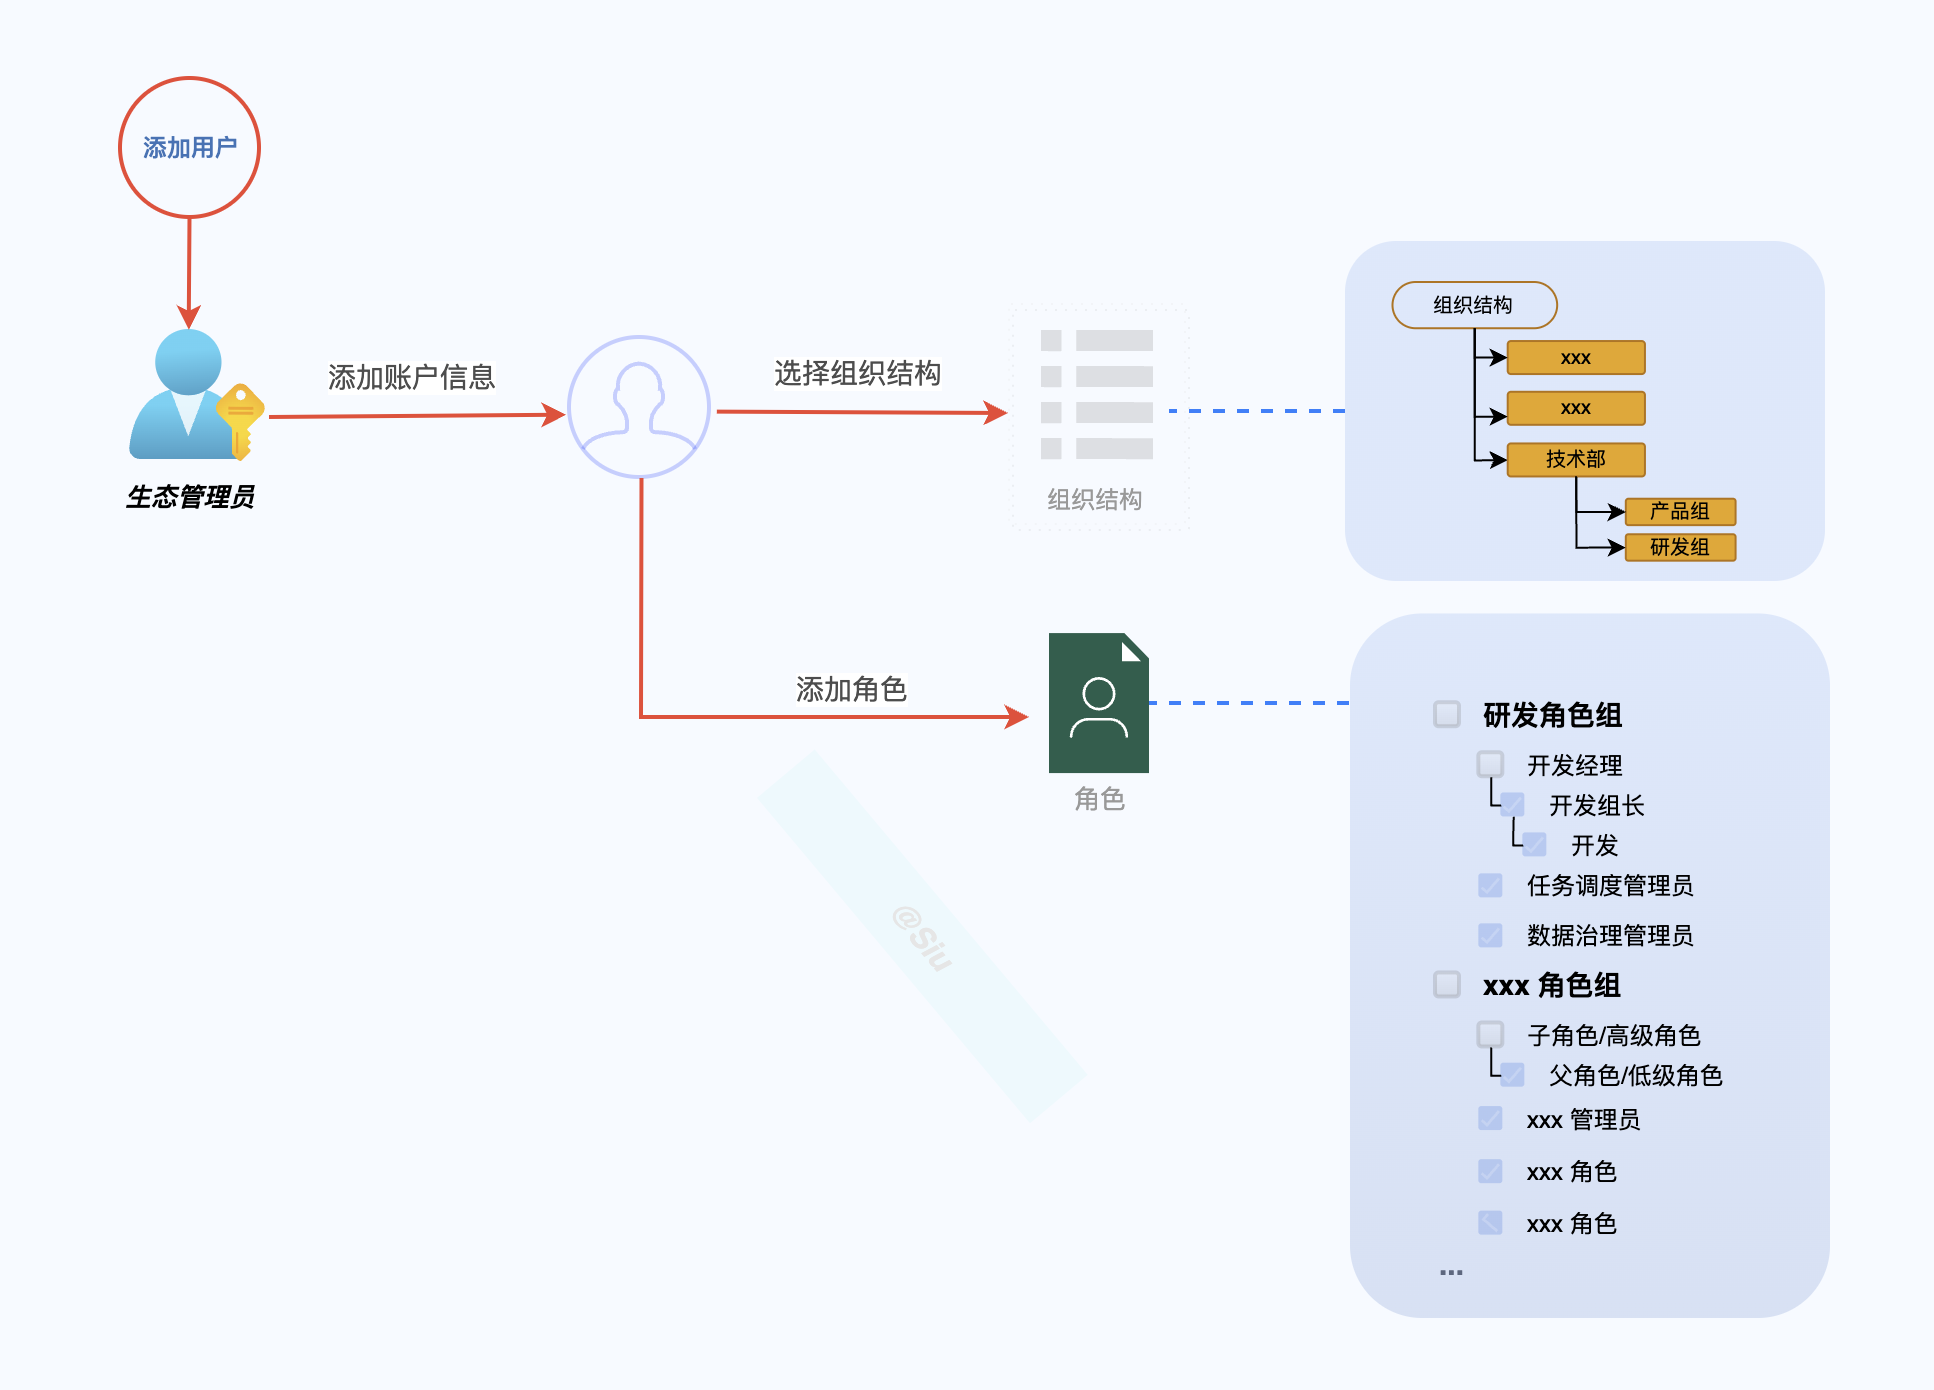 添加用户
生态管理员
添加账户信息
选择组织结构
组织结构
添加角色
角色
@Siu
组织结构
xxx
xxx
技术部
产品组
研发组
研发角色组
开发经理
开发组长
开发
任务调度管理员
数据治理管理员
xxx 角色组
子角色/高级角色
父角色/低级角色
xxx 管理员
xxx 角色
xxx 角色
...